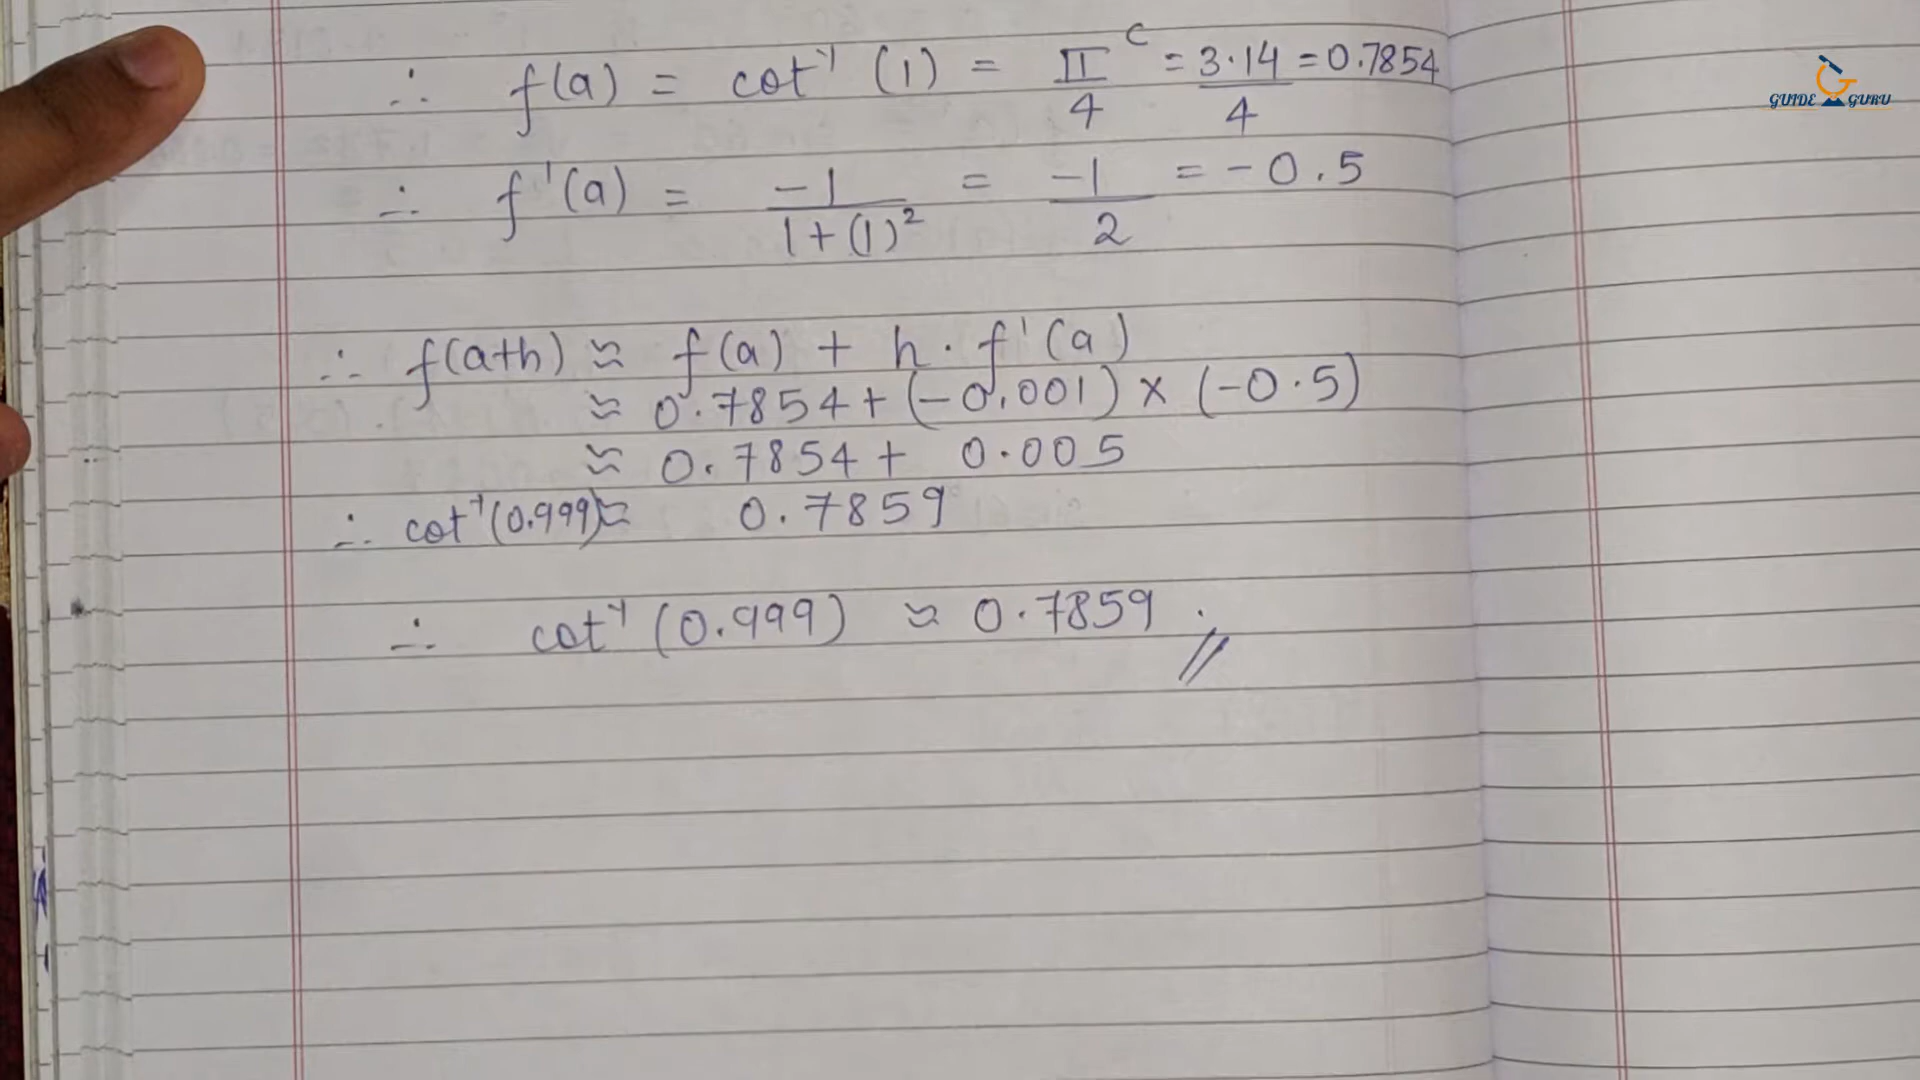 ∴ f(a) = cot⁻¹ (1) = π/4 ᶜ = 3.14/4 = 0.7854
GUIDE GURU
∴ f'(a) = -1/1+(1)² = -1/2 = -0.5
∴ f(a+h) ≈ f(a) + h · f'(a)
≈ 0.7854 + (-0.001) × (-0.5)
≈ 0.7854 + 0.005
∴ cot⁻¹(0.999) ≈ 0.7859
∴ cot⁻¹ (0.999) ≈ 0.7859 .//